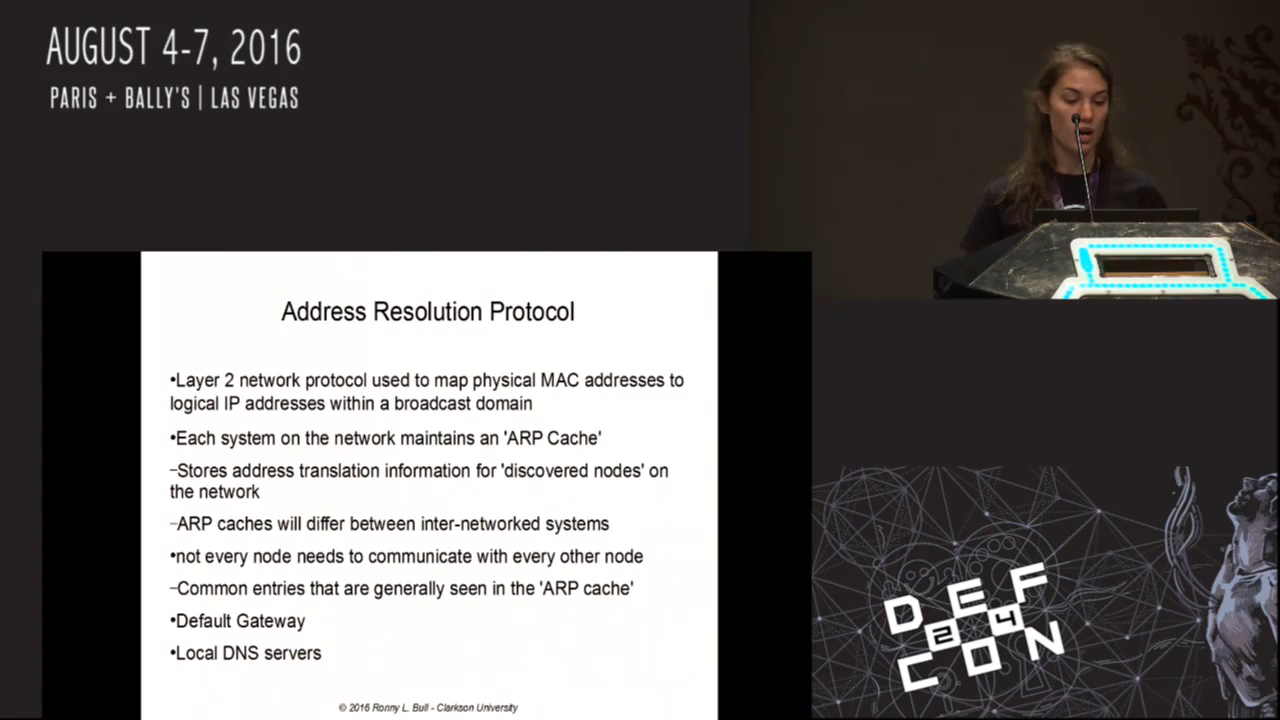 AUGUST 4-7, 2016
PARIS + BALLY'S | LAS VEGAS
Address Resolution Protocol
•Layer 2 network protocol used to map physical MAC addresses to
logical IP addresses within a broadcast domain
•Each system on the network maintains an 'ARP Cache'
–Stores address translation information for 'discovered nodes' on
the network
–ARP caches will differ between inter-networked systems
•not every node needs to communicate with every other node
–Common entries that are generally seen in the 'ARP cache'
•Default Gateway
•Local DNS servers
© 2016 Ronny L. Bull - Clarkson University
DEF
24
CON